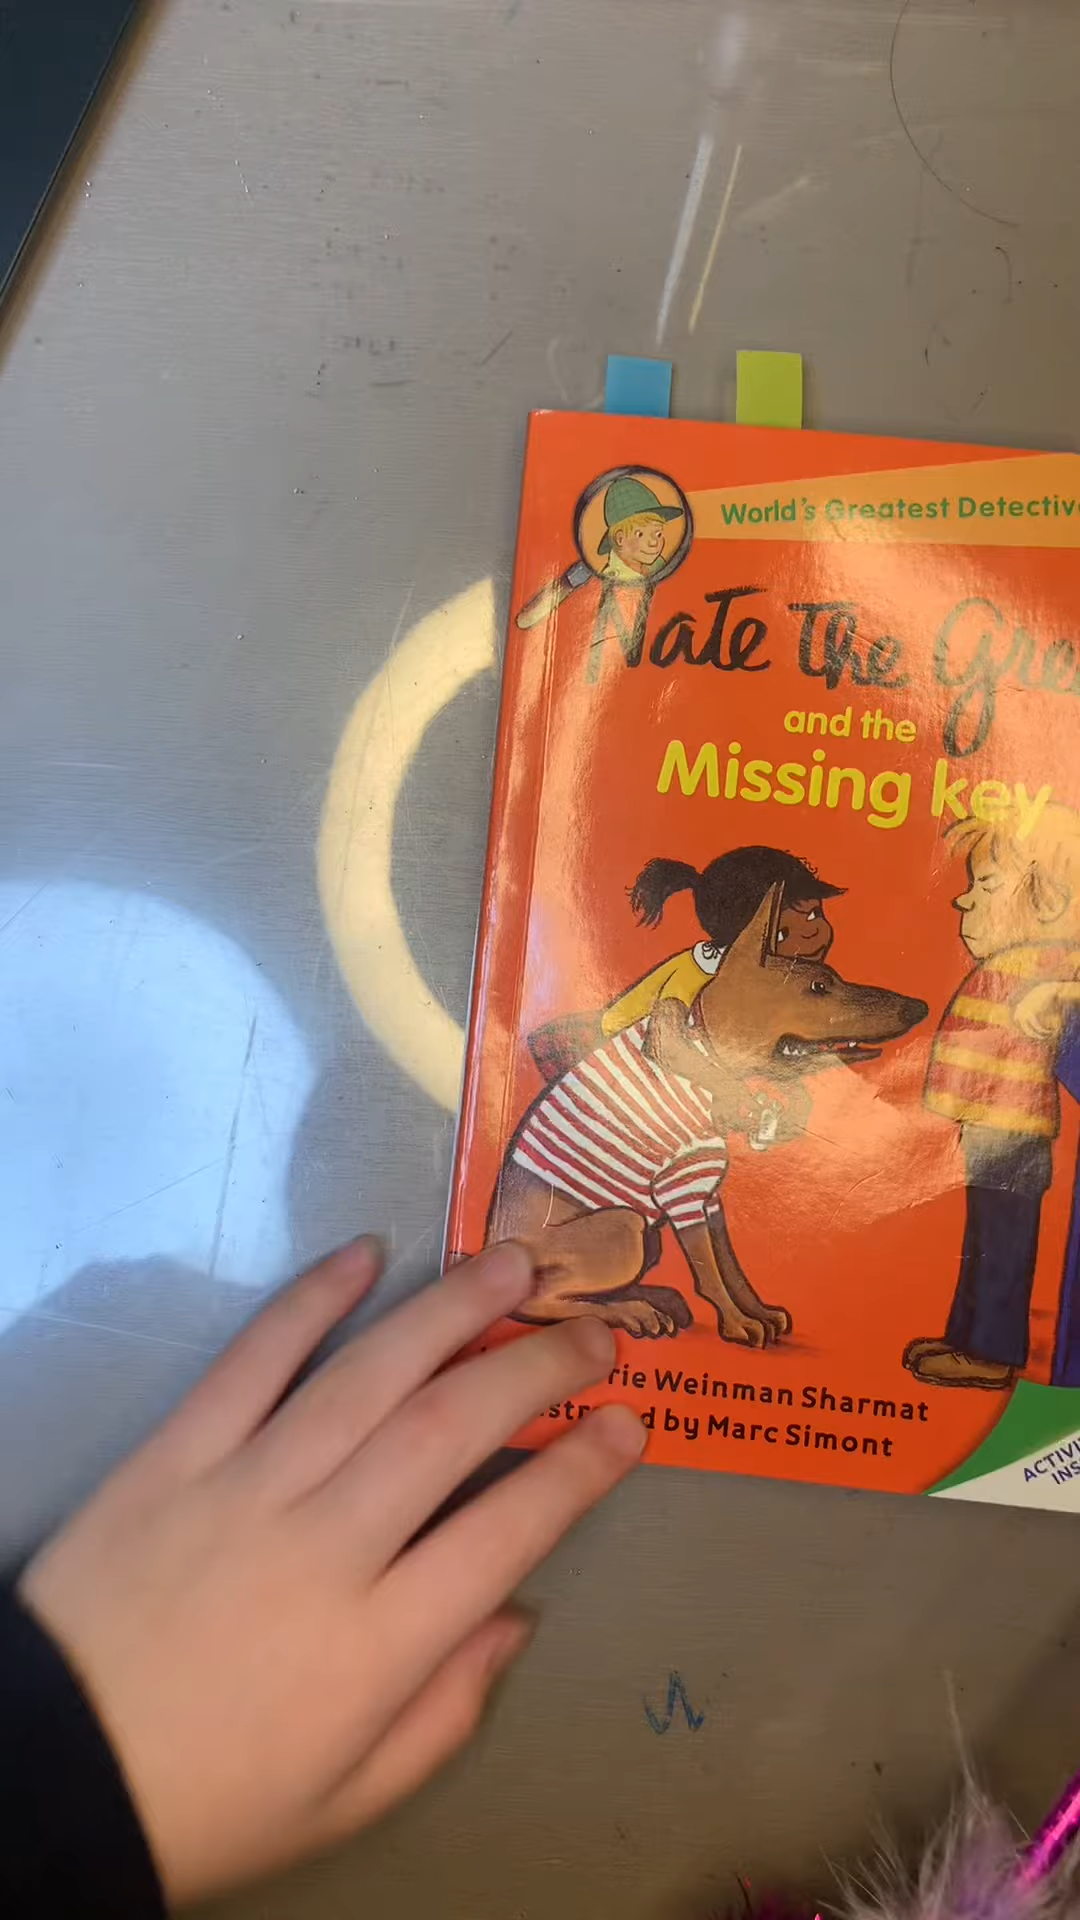 World's Greatest Detectiv
Nate the Gre
and the
Missing key
rie Weinman Sharmat
by Marc Simont
ACTIVI
INS